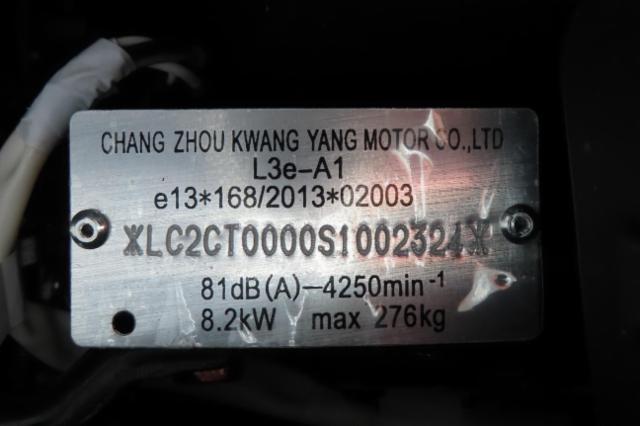 CHANG ZHOU KWANG YANG MOTOR CO.,LTD
L3e-A1
e13*168/2013*02003
*LC2CT0000S1002324*
81dB(A)-4250min-1
8.2kW max 276kg